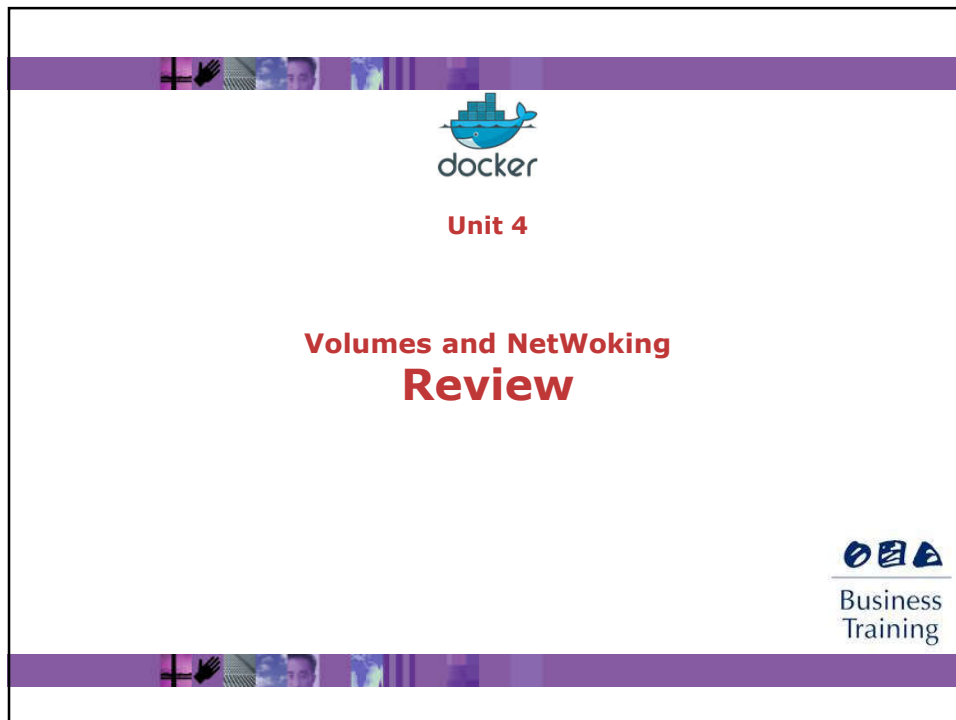 docker
Unit 4
Volumes and NetWoking
Review
Business
Training